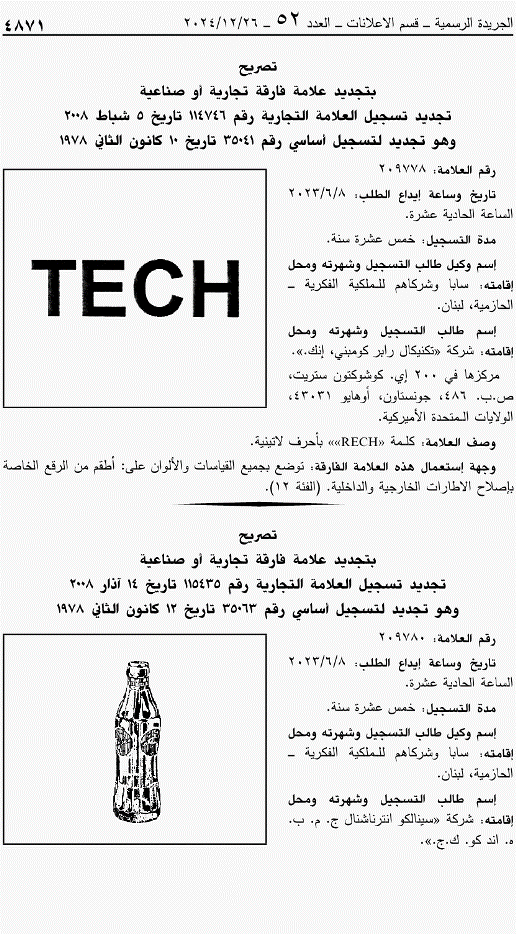 الجريدة الرسمية ــ قسم الاعلانات ــ العدد ٥٢ ــ ٢٠٢٤/١٢/٢٦
٤٨٧١
تصريح
بتجديد علامة فارقة تجارية أو صناعية
تجديد تسجيل العلامة التجارية رقم ١١٤٧٤٦ تاريخ ٥ شباط ٢٠٠٨
وهو تجديد لتسجيل أساسي رقم ٣٥٠٤١ تاريخ ١٠ كانون الثاني ١٩٧٨
رقم العلامة: ٢٠٩٧٧٨
تاريخ وساعة إيداع الطلب: ٢٠٢٣/٦/٨
الساعة الحادية عشرة.
مدة التسجيل: خمس عشرة سنة.
إسم وكيل طالب التسجيل وشهرته ومحل
إقامته: سابا وشركاهم للملكية الفكرية ــ
الحازمية، لبنان.
إسم طالب التسجيل وشهرته ومحل
إقامته: شركة «تكنيكال رابر كومبني، إنك.».
مركزها في ٢٠٠ إي. كوشوكتون ستريت،
ص.ب. ٤٨٦، جونستاون، أوهايو ٤٣٠٣١،
الولايات المتحدة الأميركية.
TECH
وصف العلامة: كلمة «RECH»» بأحرف لاتينية.
وجهة إستعمال هذه العلامة الفارقة: توضع بجميع القياسات والألوان على: أطقم من الرقع الخاصة
بإصلاح الاطارات الخارجية والداخلية. (الفئة ١٢).
تصريح
بتجديد علامة فارقة تجارية أو صناعية
تجديد تسجيل العلامة التجارية رقم ١١٥٤٣٥ تاريخ ١٤ آذار ٢٠٠٨
وهو تجديد لتسجيل أساسي رقم ٣٥٠٦٣ تاريخ ١٢ كانون الثاني ١٩٧٨
رقم العلامة: ٢٠٩٧٨٠
تاريخ وساعة إيداع الطلب: ٢٠٢٣/٦/٨
الساعة الحادية عشرة.
مدة التسجيل: خمس عشرة سنة.
إسم وكيل طالب التسجيل وشهرته ومحل
إقامته: سابا وشركاهم للملكية الفكرية ــ
الحازمية، لبنان.
إسم طالب التسجيل وشهرته ومحل
إقامته: شركة «سينالكو انترناشنال ج. م. ب.
ه. اند كو. ك.ج.».